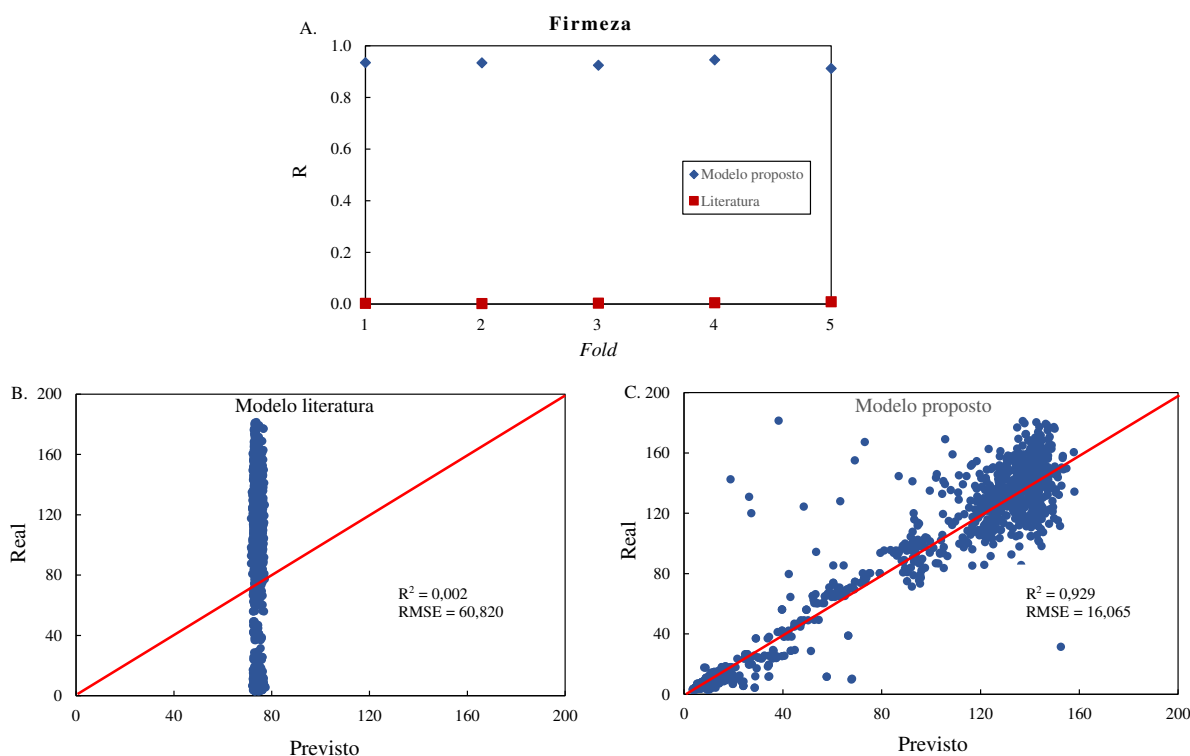 Firmeza
A.
1.0
0.8
0.6
0.4
0.2
0.0
R
Modelo proposto
Literatura
1
2
3
4
5
Fold
B.
200
160
120
80
40
0
Real
Modelo literatura
R² = 0,002
RMSE = 60,820
0
40
80
120
160
200
Previsto
C.
200
160
120
80
40
0
Real
Modelo proposto
R² = 0,929
RMSE = 16,065
0
40
80
120
160
200
Previsto